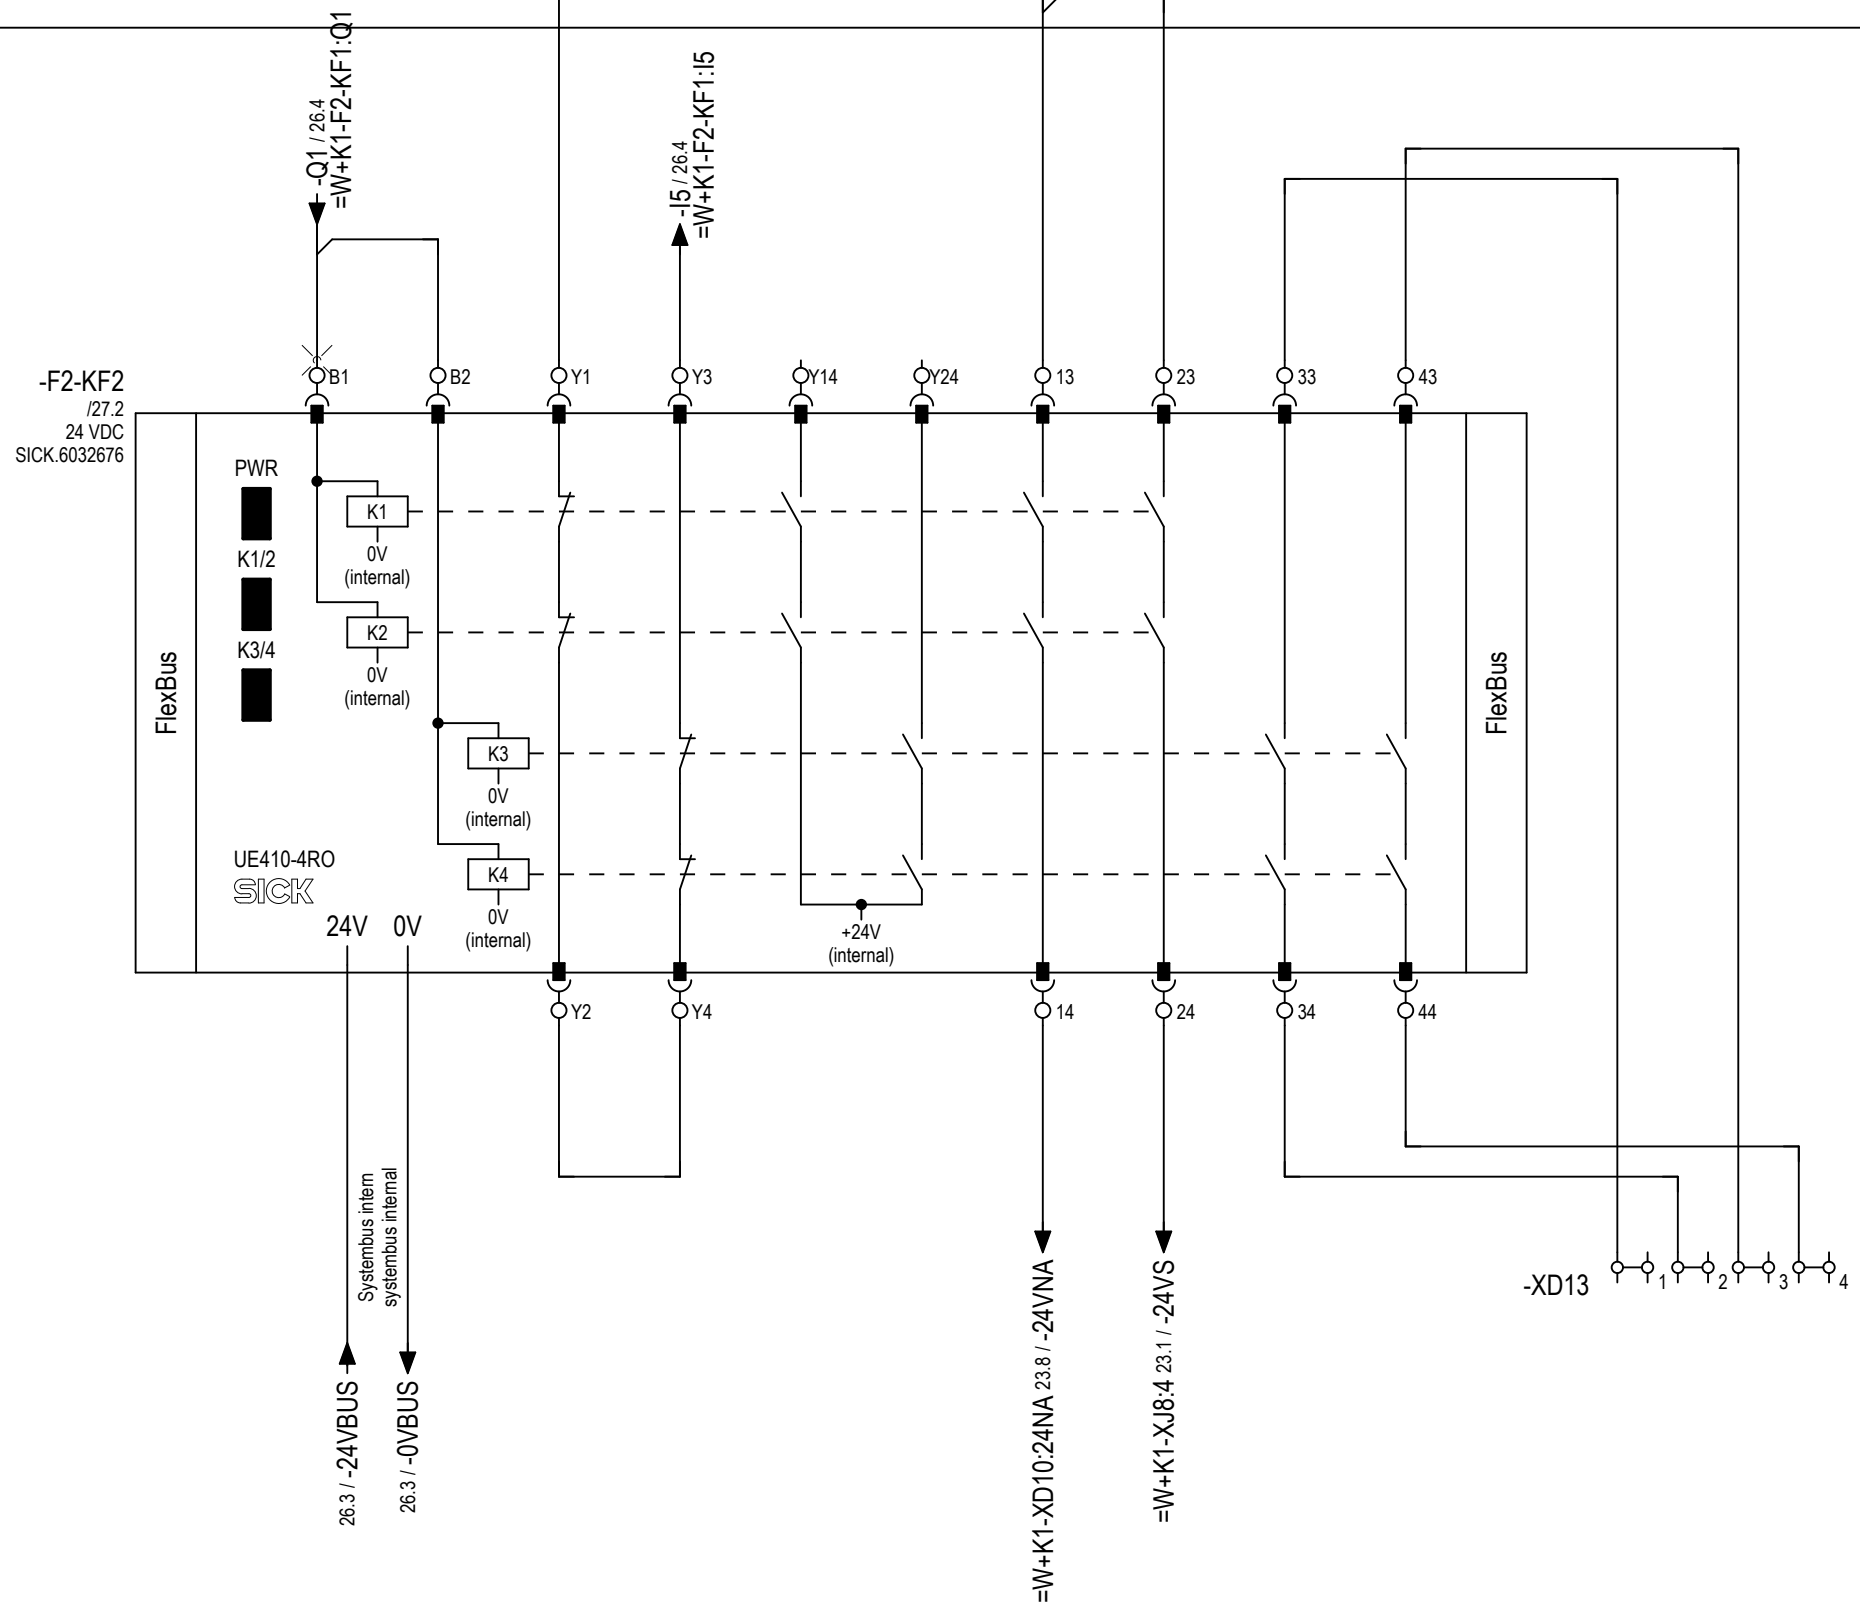 -Q1 / 26.4
=W+K1-F2-KF1:Q1
-I5 / 26.4
=W+K1-F2-KF1:I5
-F2-KF2
/27.2
24 VDC
SICK.6032676
B1
B2
Y1
Y3
Y14
Y24
13
23
33
43
FlexBus
PWR
K1/2
K3/4
K1
0V
(internal)
K2
0V
(internal)
K3
0V
(internal)
K4
0V
(internal)
UE410-4RO
SICK
24V
0V
+24V
(internal)
FlexBus
Y2
Y4
14
24
34
44
Systembus intern
systembus internal
26.3 / -24VBUS
26.3 / -0VBUS
=W+K1-XD10:24NA 23.8 / -24VNA
=W+K1-XJ8:4 23.1 / -24VS
-XD13
1
2
3
4